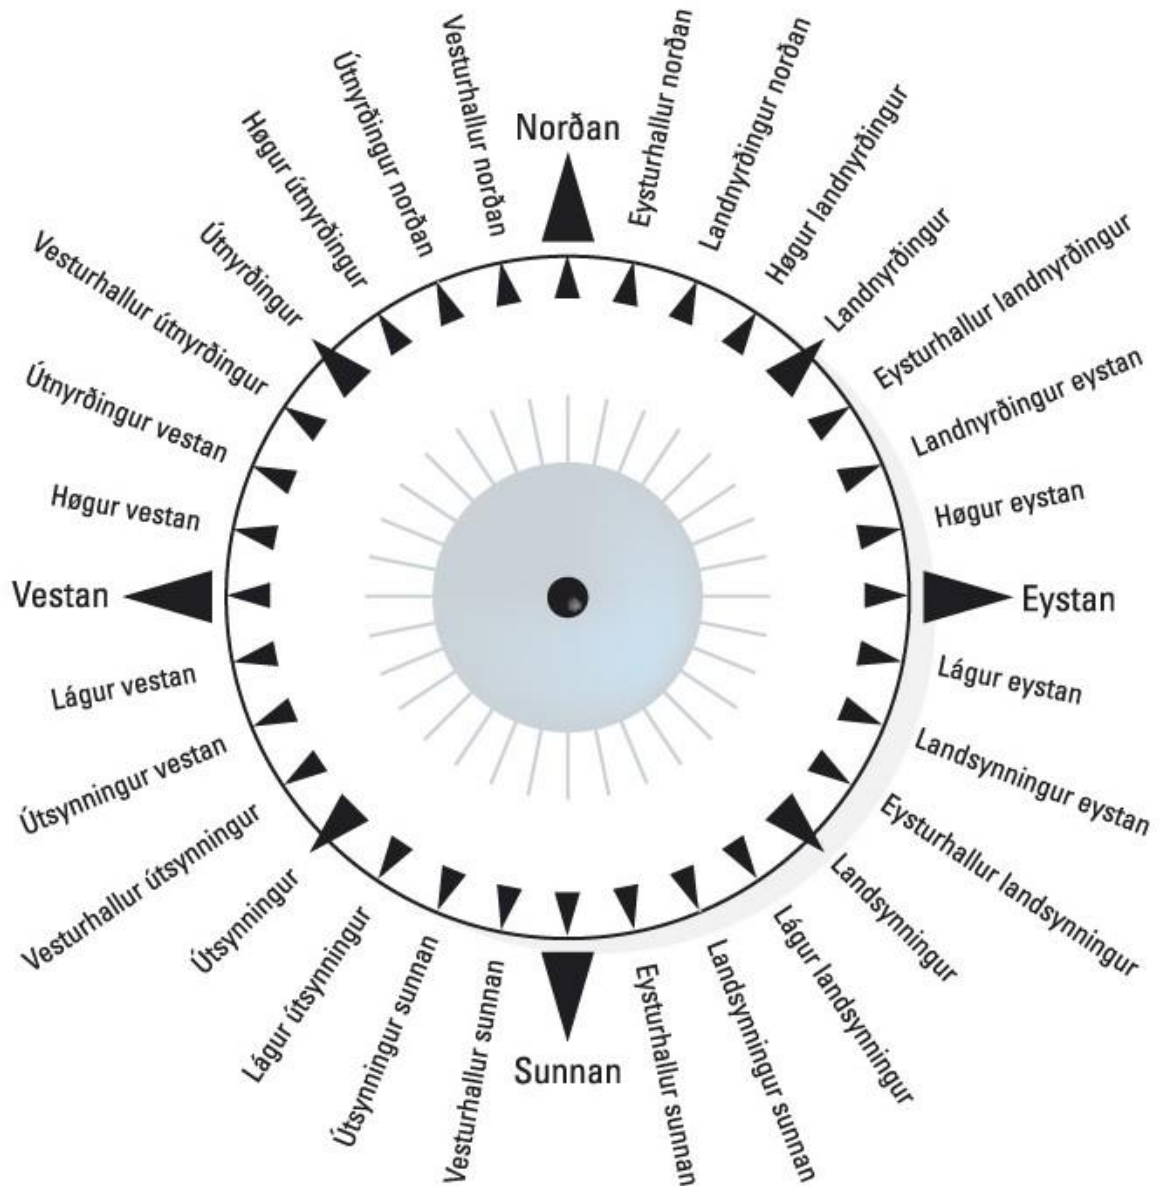 Norðan
Eysturhallur norðan
Landnyrðingur norðan
Høgur landnyrðingur
Landnyrðingur
Eysturhallur landnyrðingur
Landnyrðingur eystan
Høgur eystan
Eystan
Lágur eystan
Landsynningur eystan
Eysturhallur landsynningur
Landsynningur
Lágur landsynningur
Landsynningur sunnan
Eysturhallur sunnan
Sunnan
Vesturhallur sunnan
Útsynningur sunnan
Lágur útsynningur
Útsynningur
Vesturhallur útsynningur
Útsynningur vestan
Lágur vestan
Vestan
Høgur vestan
Útnyrðingur vestan
Vesturhallur útnyrðingur
Útnyrðingur
Høgur útnyrðingur
Útnyrðingur norðan
Vesturhallur norðan